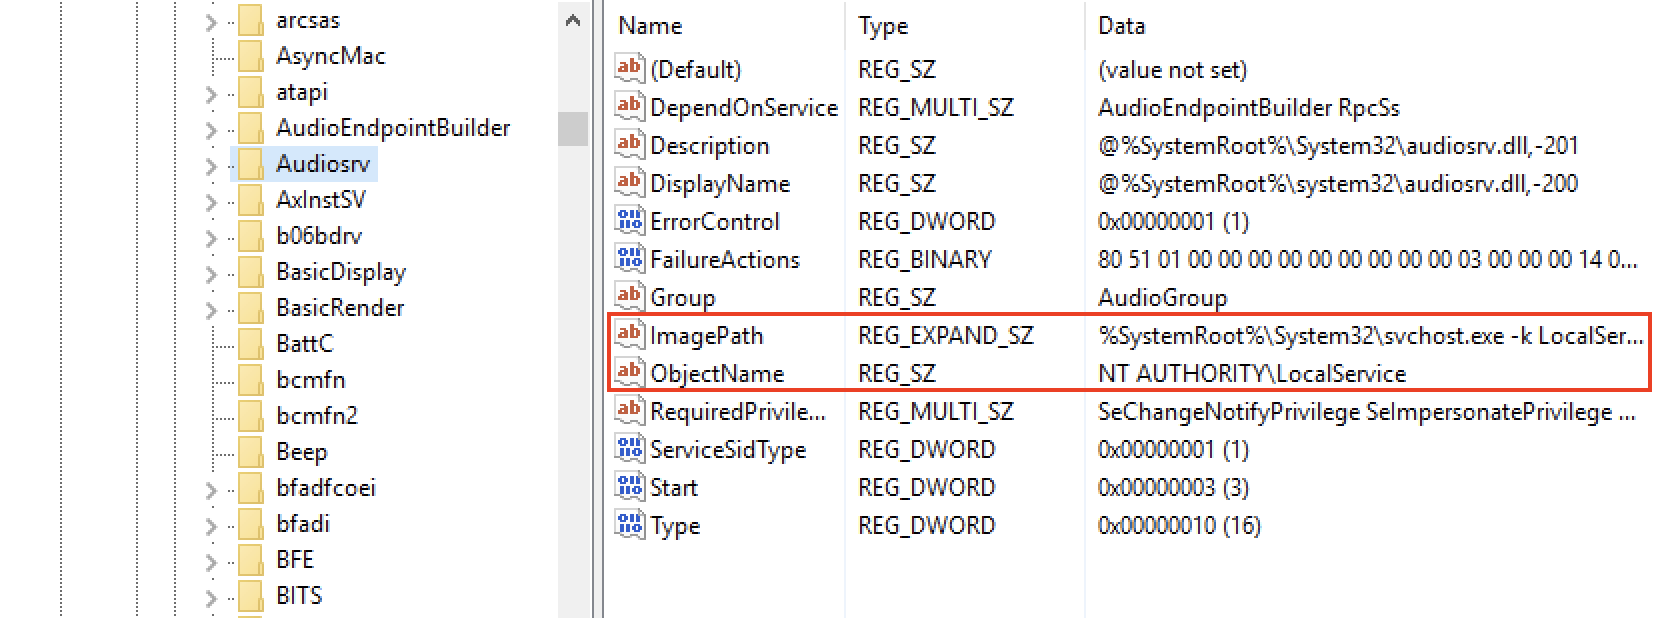 arcsas
AsyncMac
atapi
AudioEndpointBuilder
Audiosrv
AxInstSV
b06bdrv
BasicDisplay
BasicRender
BattC
bcmfn
bcmfn2
Beep
bfadfcoei
bfadi
BFE
BITS
Name Type Data
(Default) REG_SZ (value not set)
DependOnService REG_MULTI_SZ AudioEndpointBuilder RpcSs
Description REG_SZ @%SystemRoot%\System32\audiosrv.dll,-201
DisplayName REG_SZ @%SystemRoot%\system32\audiosrv.dll,-200
ErrorControl REG_DWORD 0x00000001 (1)
FailureActions REG_BINARY 80 51 01 00 00 00 00 00 00 00 00 00 03 00 00 00 14 0...
Group REG_SZ AudioGroup
ImagePath REG_EXPAND_SZ %SystemRoot%\System32\svchost.exe -k LocalSer...
ObjectName REG_SZ NT AUTHORITY\LocalService
RequiredPrivile... REG_MULTI_SZ SeChangeNotifyPrivilege SeImpersonatePrivilege ...
ServiceSidType REG_DWORD 0x00000001 (1)
Start REG_DWORD 0x00000003 (3)
Type REG_DWORD 0x00000010 (16)